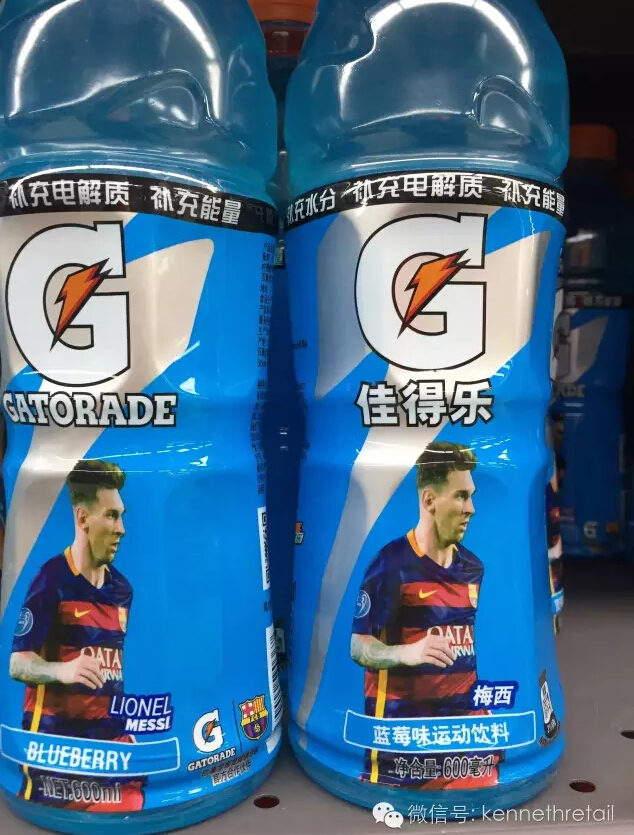 补充电解质 补充能量
G
GATORADE
LIONEL
MESSI
QATAR
BLUEBERRY
NET:600ml
G
GATORADE
补充水分 补充电解质 补充能量
G
佳得乐
QATAR
梅西
蓝莓味运动饮料
净含量:600毫升
G
微信号: kennethretail